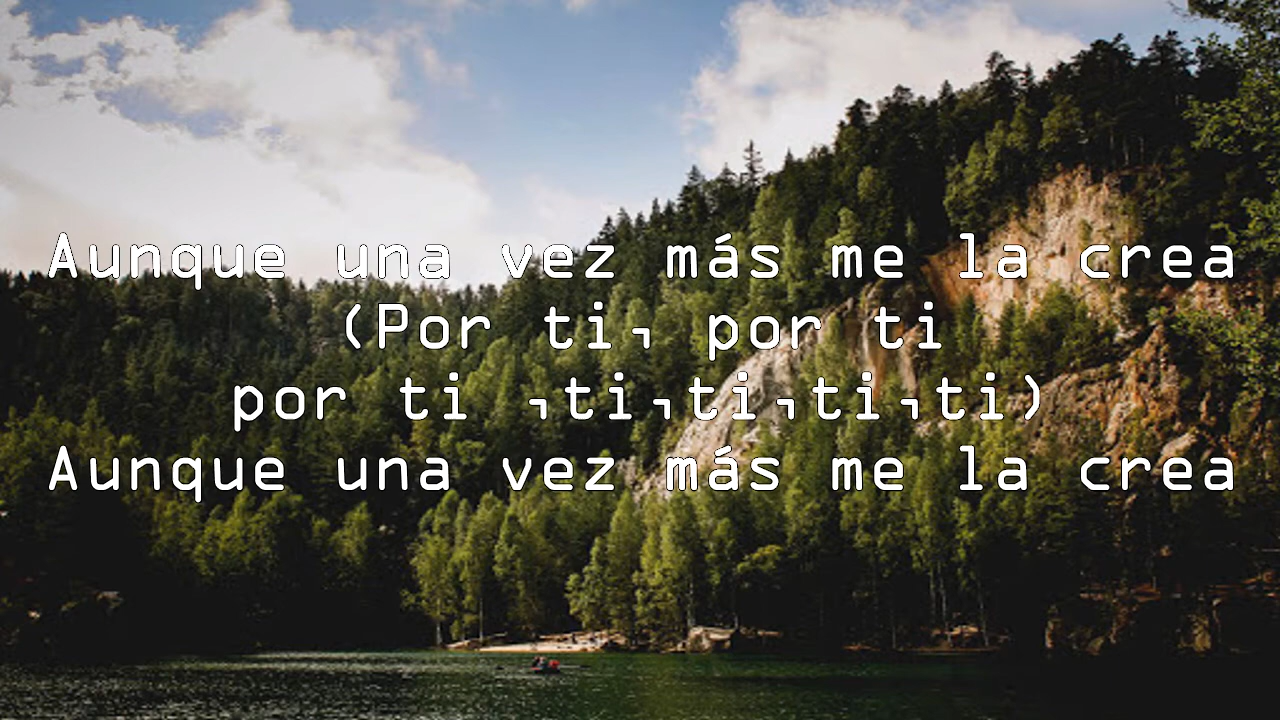 Aunque una vez más me la crea
(Por ti, por ti
por ti ,ti,ti,ti,ti)
Aunque una vez más me la crea